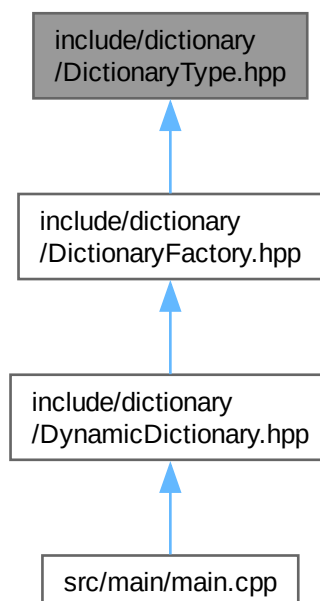 include/dictionary
/DictionaryType.hpp
include/dictionary
/DictionaryFactory.hpp
include/dictionary
/DynamicDictionary.hpp
src/main/main.cpp